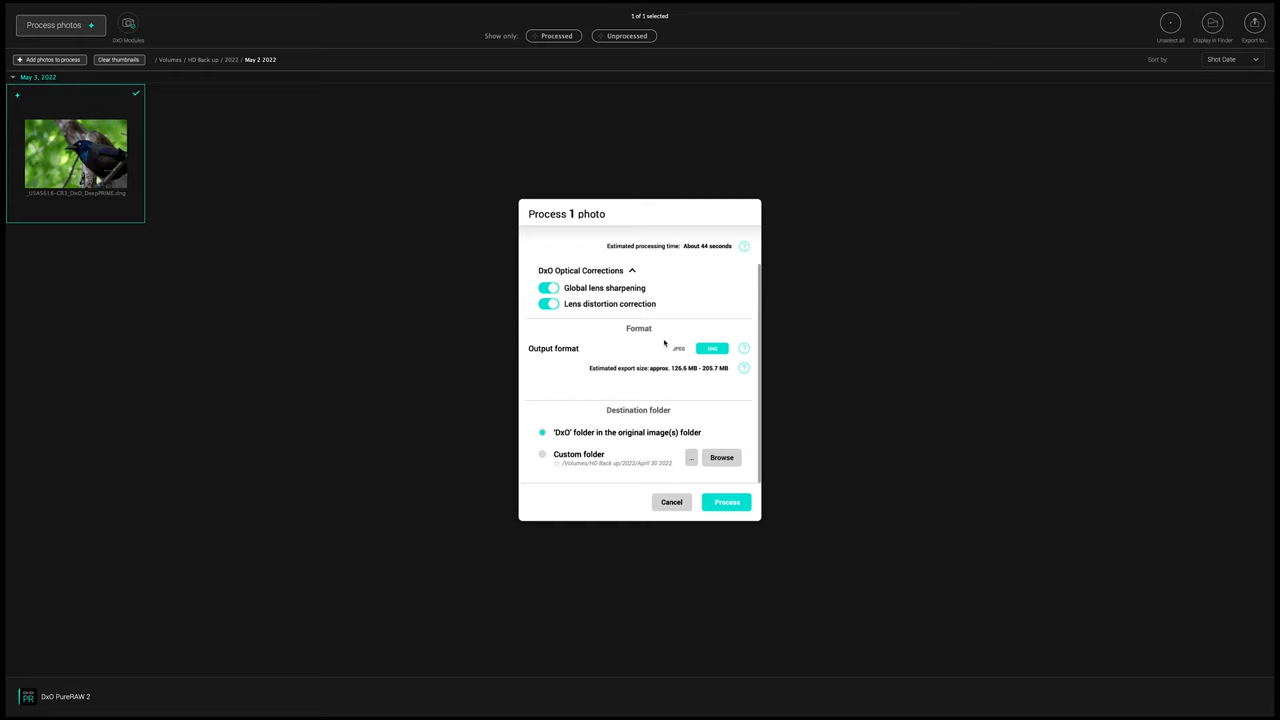 Process photos
DxO Modules
1 of 1 selected
Show only:
Processed
Unprocessed
Unselect all
Display in Finder
Export to...
Add photos to process
Clear thumbnails
/ Volumes / HD Back up / 2022 / May 2 2022
Sort by:
Shot Date
May 3, 2022
_USA5618-CR3_DxO_DeepPRIME.dng
Process 1 photo
Estimated processing time: About 44 seconds ?
DxO Optical Corrections
Global lens sharpening
Lens distortion correction
Format
Output format
JPEG
DNG
?
Estimated export size: approx. 126.6 MB - 205.7 MB ?
Destination folder
'DxO' folder in the original image(s) folder
Custom folder
/Volumes/HD Back up/2022/April 30 2022
...
Browse
Cancel
Process
DXO PR
DxO PureRAW 2